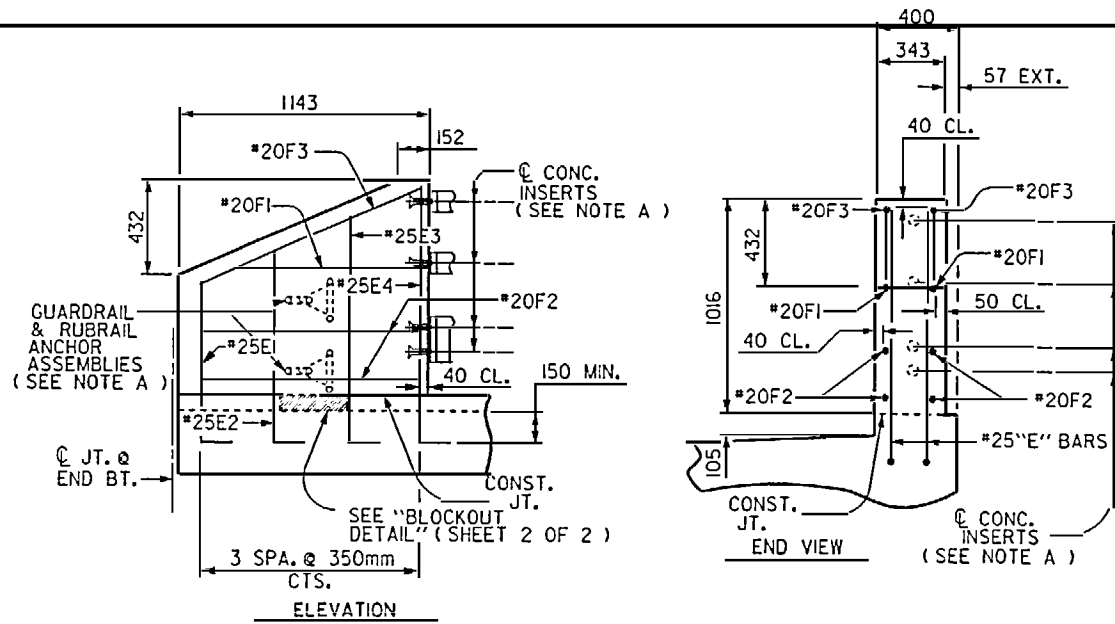 1143
152
#20F3
432
#20F1
℄ CONC.
INSERTS
( SEE NOTE A )
#25E3
#25E4
#20F2
GUARDRAIL
& RUBRAIL
ANCHOR
ASSEMBLIES
( SEE NOTE A )
#25E1
40 CL.
150 MIN.
#25E2
℄ JT. @
END BT.
CONST.
JT.
SEE "BLOCKOUT
DETAIL" ( SHEET 2 OF 2 )
3 SPA. @ 350mm
CTS.
ELEVATION
400
343
57 EXT.
40 CL.
#20F3
#20F3
432
#20F1
1016
#20F1
50 CL.
40 CL.
#20F2
#20F2
#25"E" BARS
105
CONST.
JT.
℄ CONC.
INSERTS
( SEE NOTE A )
END VIEW